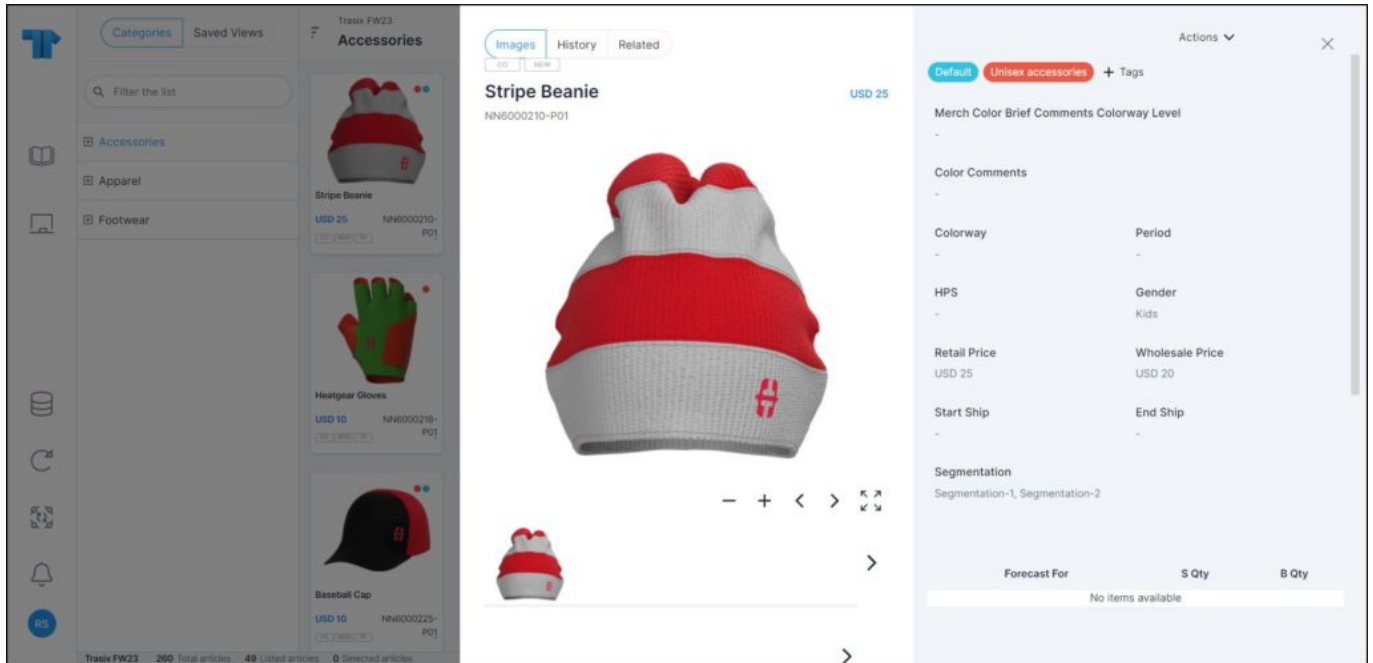 Categories
Saved Views
Filter the list
Accessories
Apparel
Footwear
RS
Trasix FW23
Accessories
Stripe Beanie
USD 25
NN6000210-
P01
Heatgear Gloves
USD 10
NN6000218-
P01
Baseball Cap
USD 10
NN6000225-
P01
Trasix FW23 260 Total articles 49 Listed articles 0 Selected articles
Images
History
Related
CO
NEW
Stripe Beanie
USD 25
NN6000210-P01
Actions
Default
Unisex accessories
+ Tags
Merch Color Brief Comments Colorway Level
-
Color Comments
-
Colorway
Period
-
-
HPS
Gender
-
Kids
Retail Price
Wholesale Price
USD 25
USD 20
Start Ship
End Ship
-
-
Segmentation
Segmentation-1, Segmentation-2
Forecast For
S Qty
B Qty
No items available